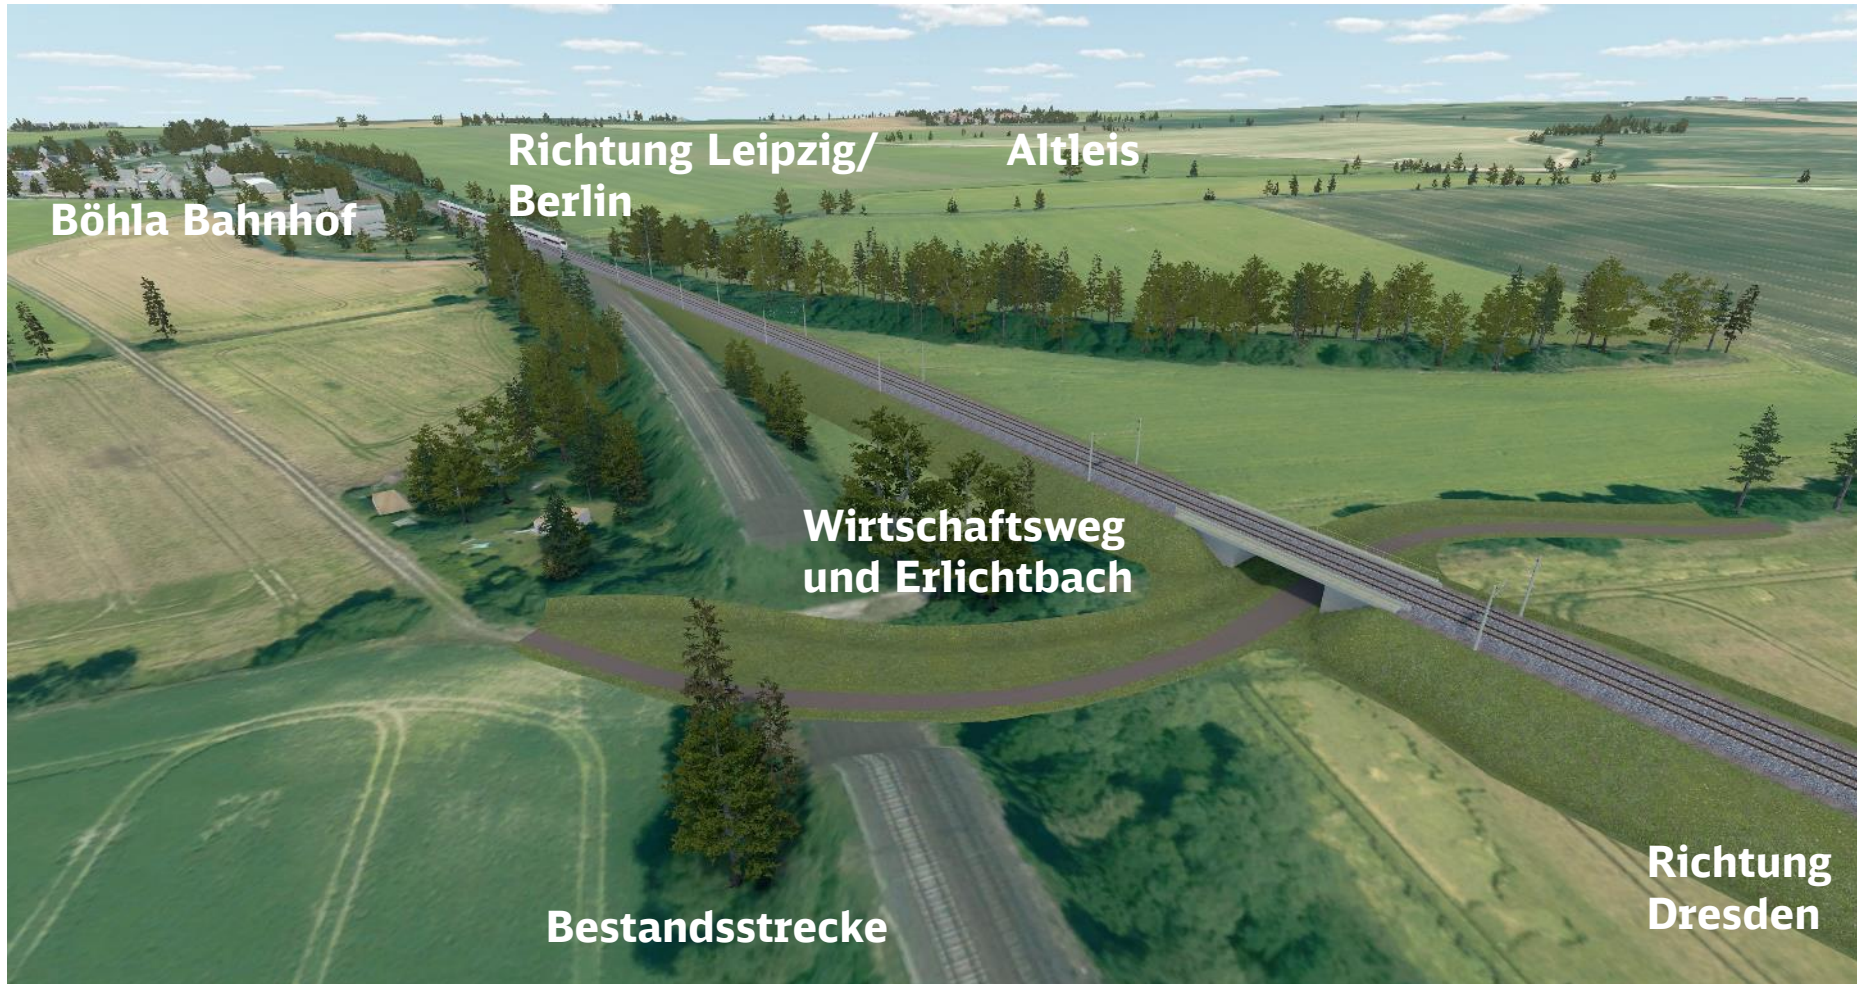 Richtung Leipzig/
Berlin
Altleis
Böhla Bahnhof
Wirtschaftsweg
und Erlichtbach
Richtung
Dresden
Bestandsstrecke